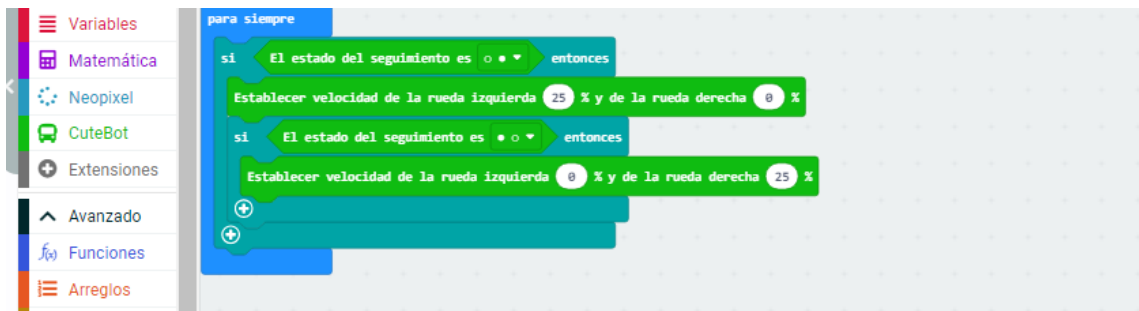 Variables
Matemática
Neopixel
CuteBot
Extensiones
Avanzado
Funciones
Arreglos
para siempre
si El estado del seguimiento es ○ ● entonces
Establecer velocidad de la rueda izquierda 25 % y de la rueda derecha 0 %
si El estado del seguimiento es ● ○ entonces
Establecer velocidad de la rueda izquierda 0 % y de la rueda derecha 25 %